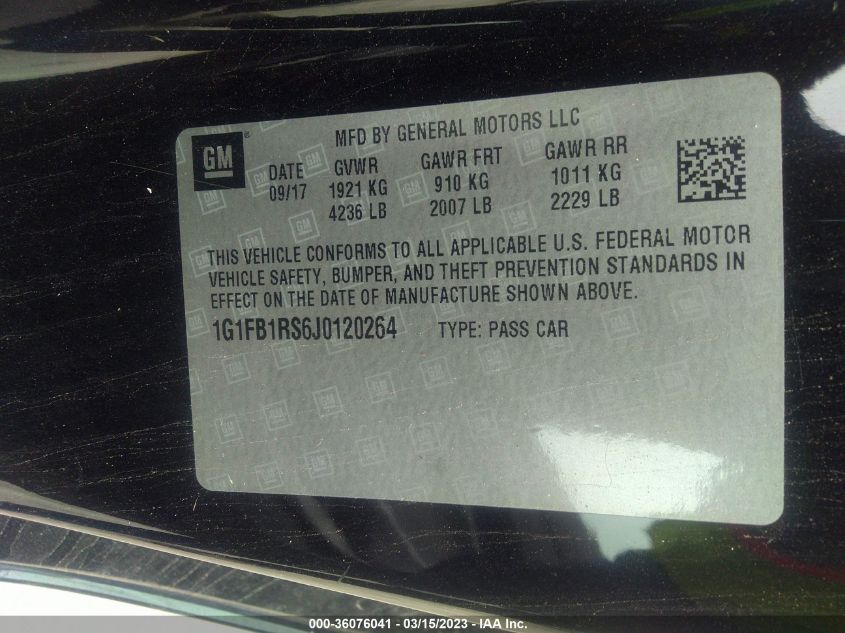 MFD BY GENERAL MOTORS LLC
GM ®
DATE GVWR GAWR FRT GAWR RR
09/17 1921 KG 910 KG 1011 KG
4236 LB 2007 LB 2229 LB
THIS VEHICLE CONFORMS TO ALL APPLICABLE U.S. FEDERAL MOTOR
VEHICLE SAFETY, BUMPER, AND THEFT PREVENTION STANDARDS IN
EFFECT ON THE DATE OF MANUFACTURE SHOWN ABOVE.
1G1FB1RS6J0120264 TYPE: PASS CAR
000-36076041 - 03/15/2023 - IAA Inc.